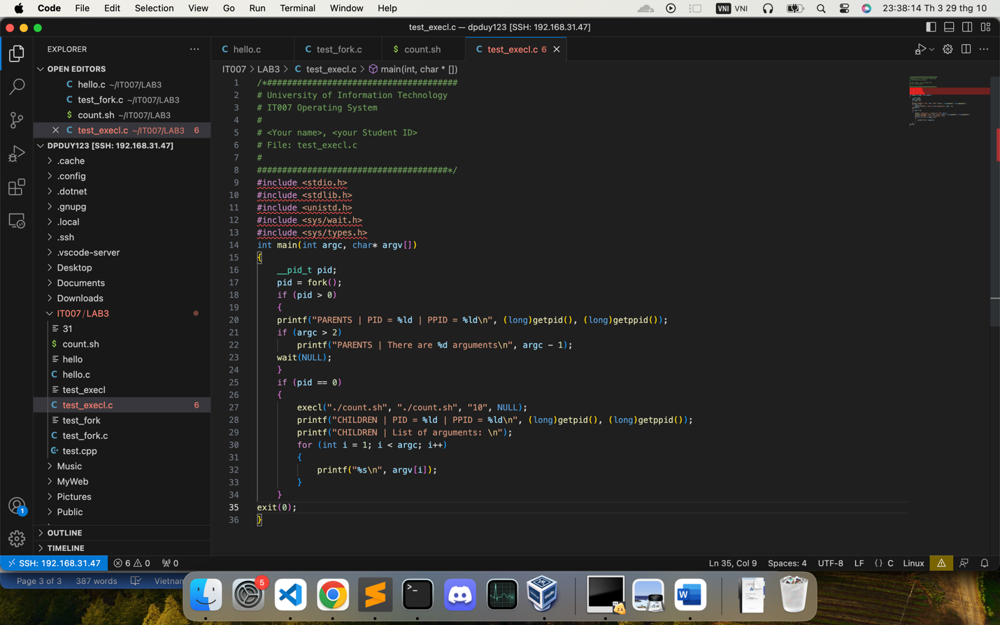 Code File Edit Selection View Go Run Terminal Window Help VNI VNI 23:38:14 Th 3 29 thg 10
test_execl.c — dpduy123 [SSH: 192.168.31.47]
EXPLORER
hello.c test_fork.c $ count.sh test_execl.c 6
OPEN EDITORS
hello.c ~/IT007/LAB3
test_fork.c ~/IT007/LAB3
$ count.sh ~/IT007/LAB3
test_execl.c ~/IT007/LAB3 6
DPDUY123 [SSH: 192.168.31.47]
.cache
.config
.dotnet
.gnupg
.local
.ssh
.vscode-server
Desktop
Documents
Downloads
IT007/LAB3
31
$ count.sh
hello
C hello.c
test_execl
C test_execl.c 6
test_fork
C test_fork.c
test.cpp
Music
MyWeb
Pictures
Public
OUTLINE
TIMELINE
IT007 > LAB3 > C test_execl.c > main(int, char * [])
1 /*######################################
2 # University of Information Technology
3 # IT007 Operating System
4 #
5 # <Your name>, <your Student ID>
6 # File: test_execl.c
7 #
8 ######################################*/
9 #include <stdio.h>
10 #include <stdlib.h>
11 #include <unistd.h>
12 #include <sys/wait.h>
13 #include <sys/types.h>
14 int main(int argc, char* argv[])
15 {
16 __pid_t pid;
17 pid = fork();
18 if (pid > 0)
19 {
20 printf("PARENTS | PID = %ld | PPID = %ld\n", (long)getpid(), (long)getppid());
21 if (argc > 2)
22 printf("PARENTS | There are %d arguments\n", argc - 1);
23 wait(NULL);
24 }
25 if (pid == 0)
26 {
27 execl("./count.sh", "./count.sh", "10", NULL);
28 printf("CHILDREN | PID = %ld | PPID = %ld\n", (long)getpid(), (long)getppid());
29 printf("CHILDREN | List of arguments: \n");
30 for (int i = 1; i < argc; i++)
31 {
32 printf("%s\n", argv[i]);
33 }
34 }
35 exit(0);
36 }
1
SSH: 192.168.31.47 6 0 0 Ln 35, Col 9 Spaces: 4 UTF-8 LF {} C Linux
Page 3 of 3 387 words
5
2.6
W